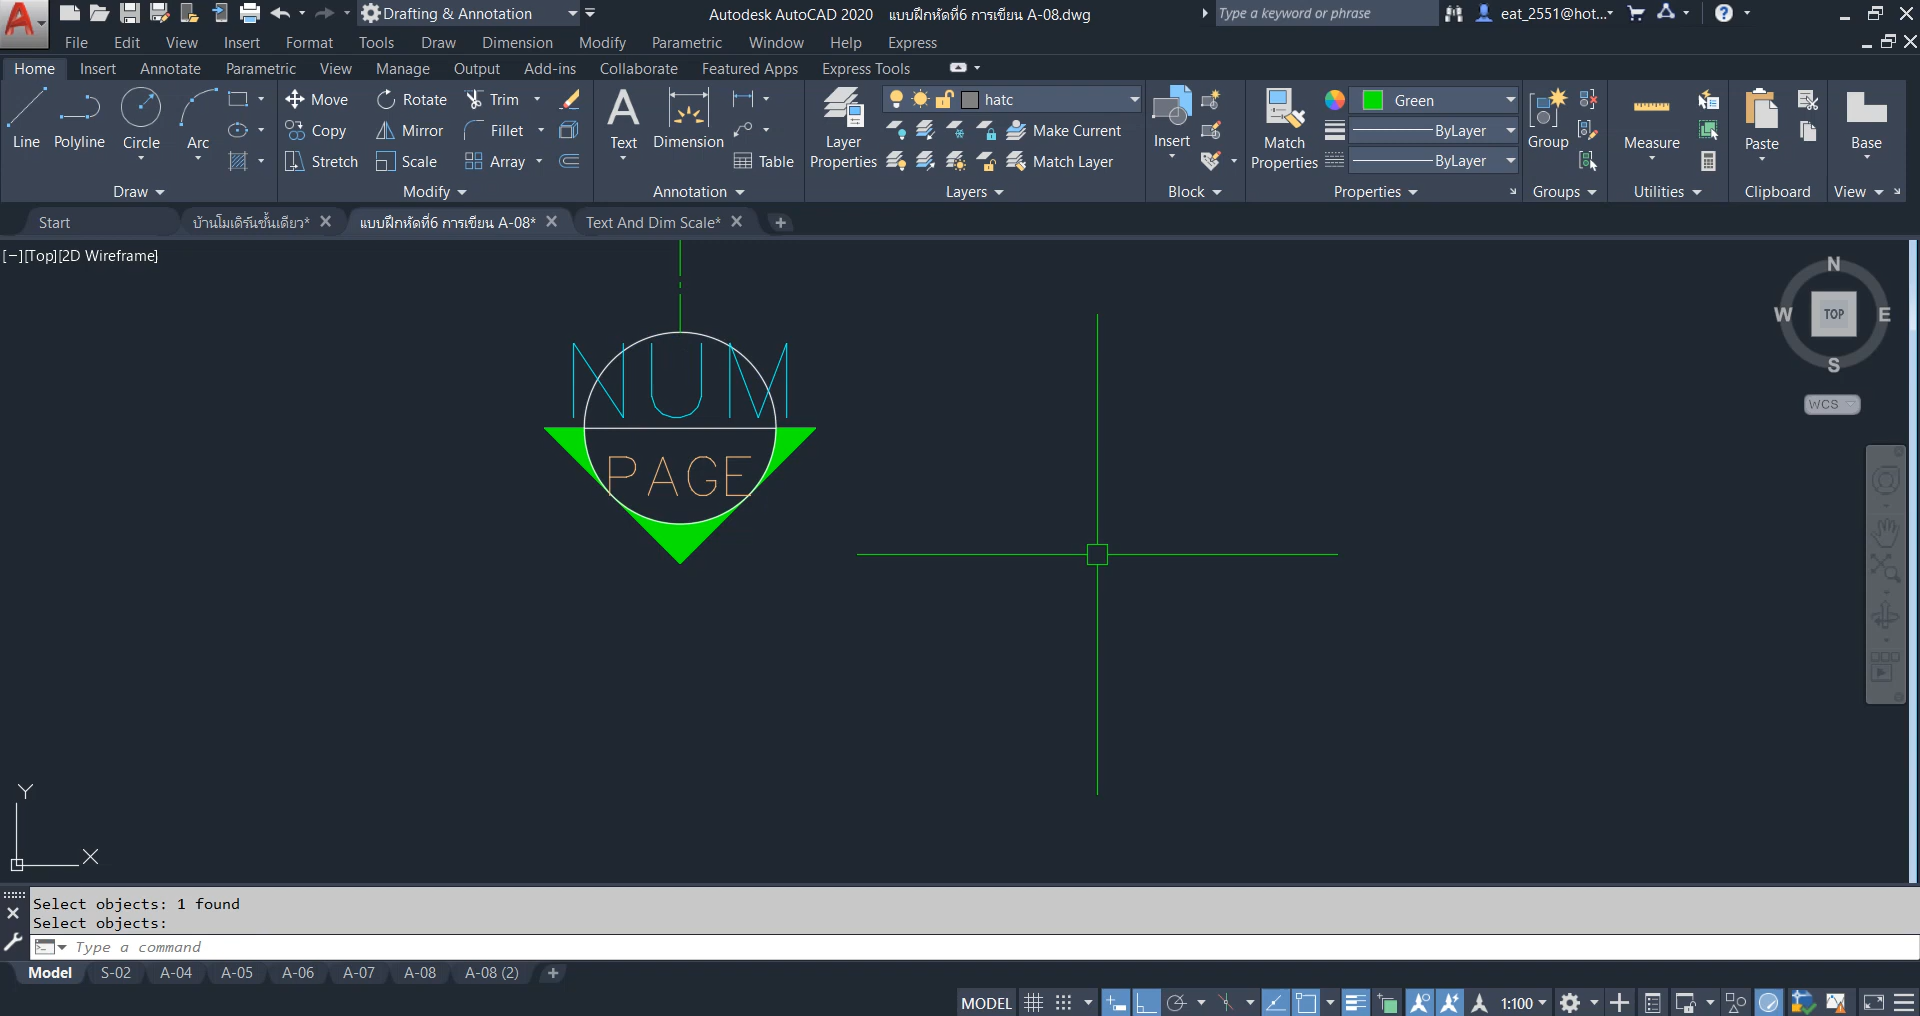 Drafting & Annotation
Autodesk AutoCAD 2020 แบบฝึกหัดที่6 การเขียน A-08.dwg
Type a keyword or phrase
eat_2551@hot...
File Edit View Insert Format Tools Draw Dimension Modify Parametric Window Help Express
Home Insert Annotate Parametric View Manage Output Add-ins Collaborate Featured Apps Express Tools
Line
Polyline
Circle
Arc
Draw
Move
Rotate
Trim
Copy
Mirror
Fillet
Stretch
Scale
Array
Modify
Text
Dimension
Table
Annotation
Layer Properties
hatc
Make Current
Match Layer
Layers
Insert
Block
Match Properties
Green
ByLayer
ByLayer
Properties
Group
Groups
Measure
Utilities
Paste
Clipboard
Base
View
Start
บ้านโมเดิร์นชั้นเดียว*
แบบฝึกหัดที่6 การเขียน A-08*
Text And Dim Scale*
[−][Top][2D Wireframe]
NUM
PAGE
N
W
TOP
E
S
WCS
Y
X
Select objects: 1 found
Select objects:
Type a command
Model S-02 A-04 A-05 A-06 A-07 A-08 A-08 (2)
MODEL
1:100